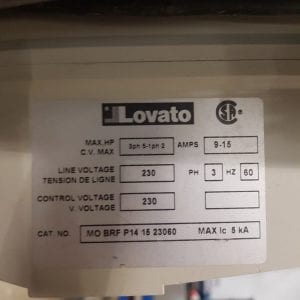 Lovato
MAX.HP 3ph 5-1ph 2 AMPS 9-15
C.V. MAX
LINE VOLTAGE 230 PH 3 HZ 60
TENSION DE LIGNE
CONTROL VOLTAGE 230
V. VOLTAGE
CAT. NO. MO BRF P14 15 23060 MAX Ic 5 kA